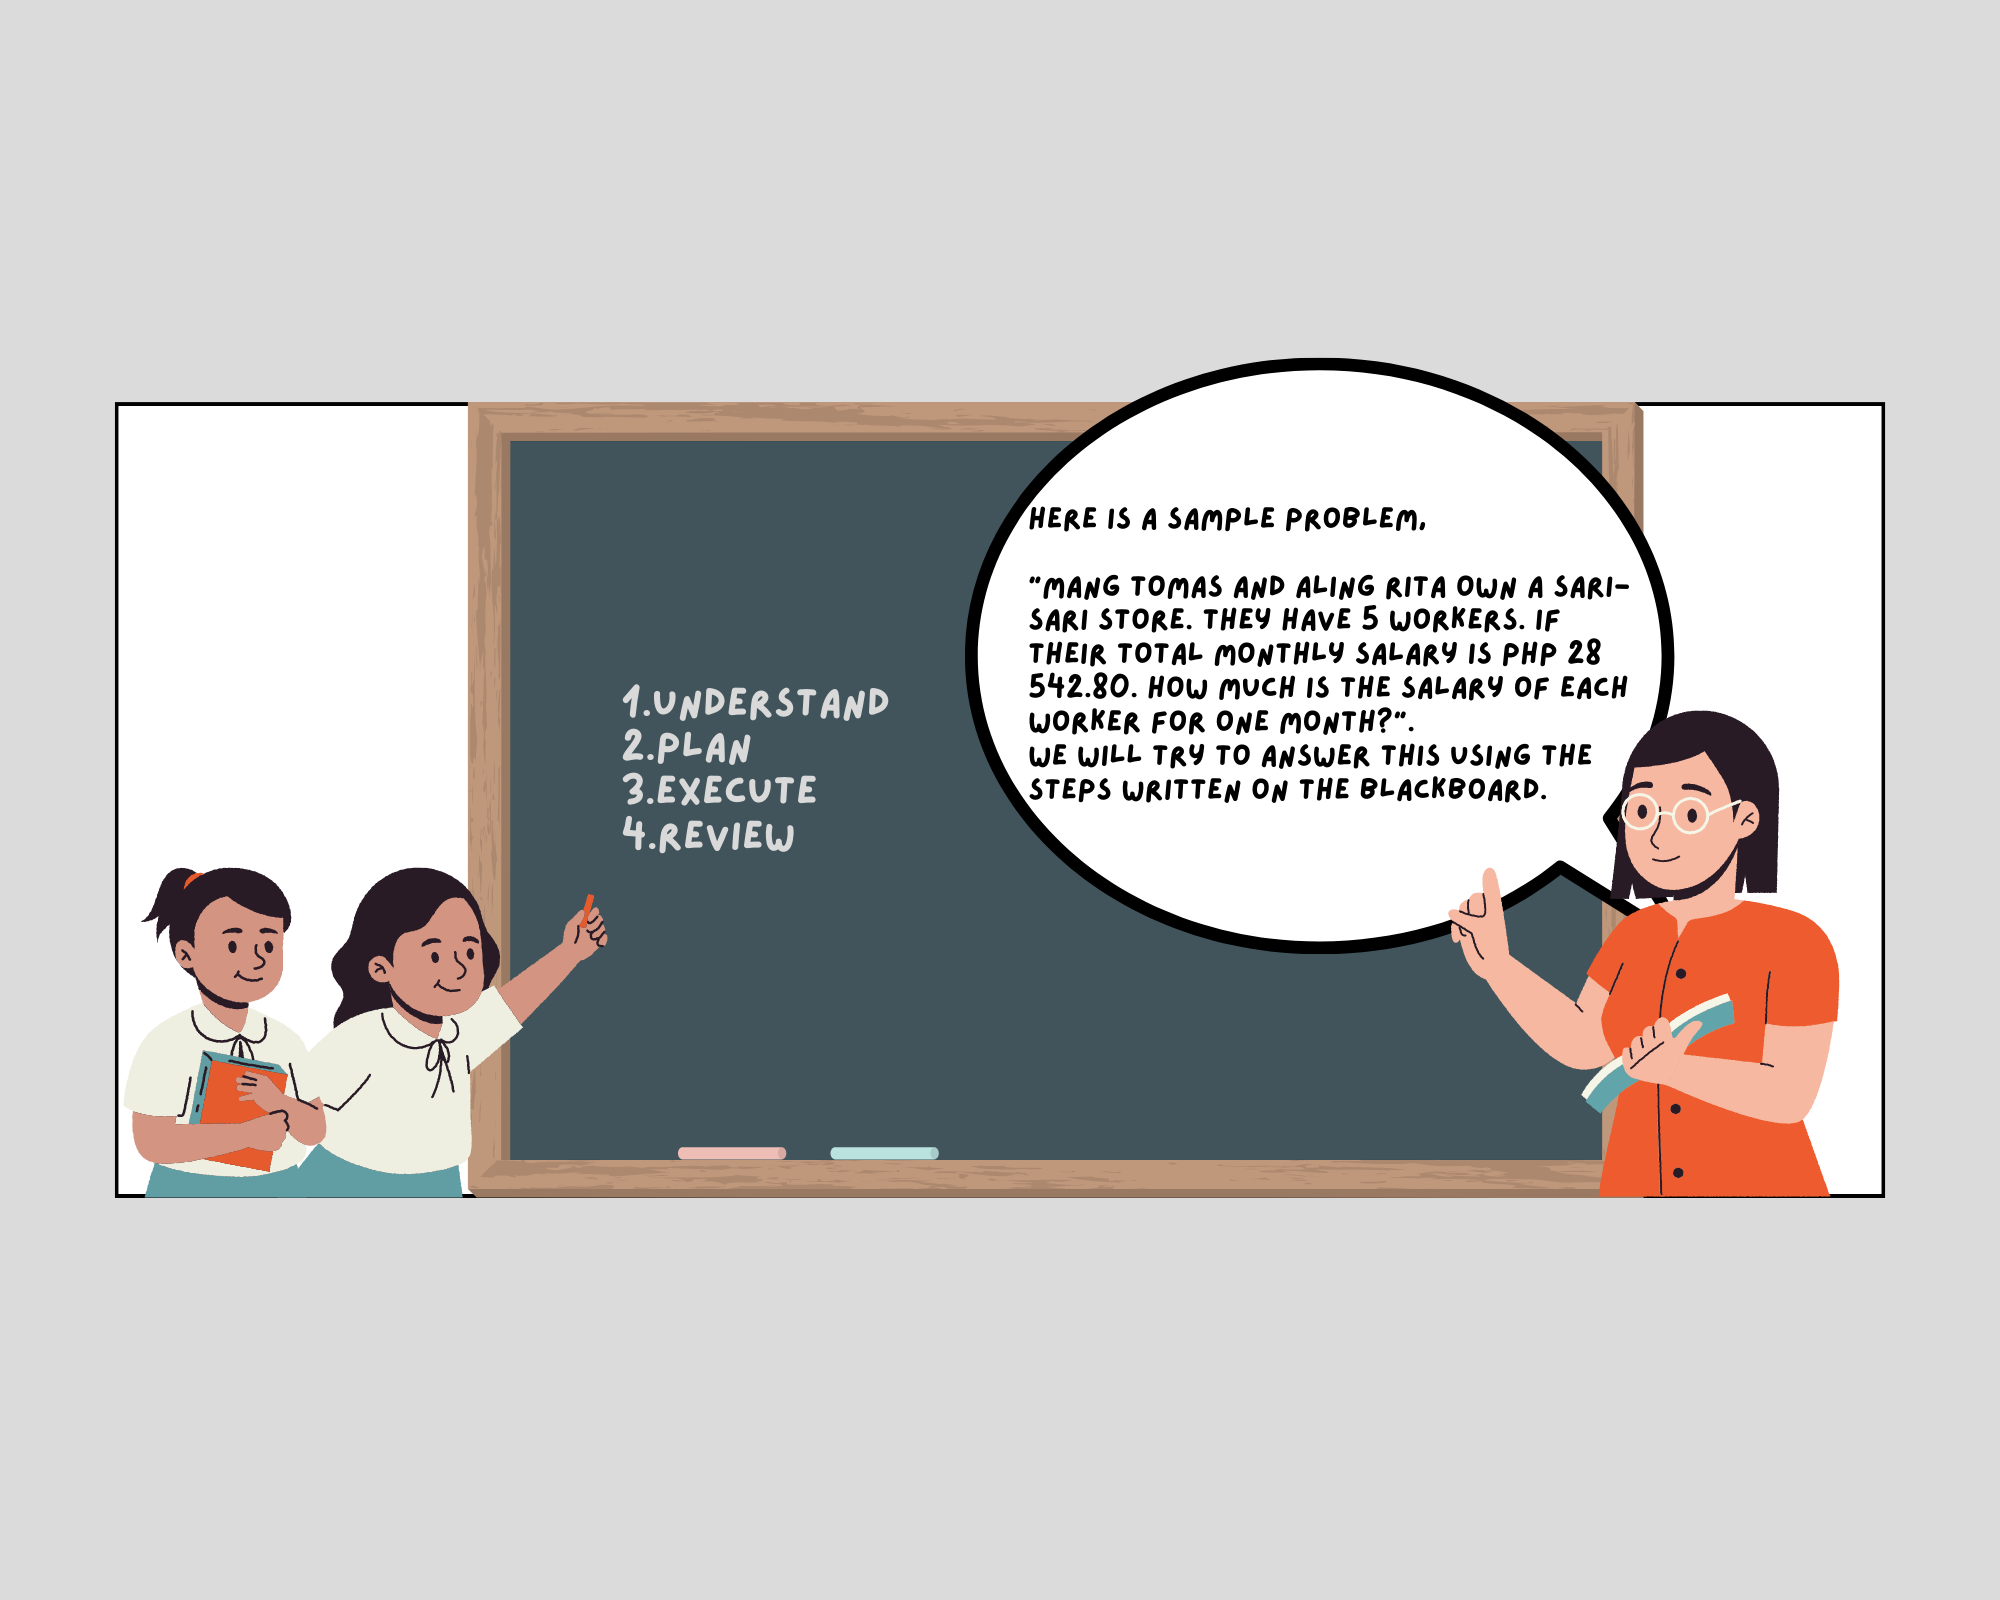 1.UNDERSTAND
2.PLAN
3.EXECUTE
4.REVIEW
HERE IS A SAMPLE PROBLEM,
"MANG TOMAS AND ALING RITA OWN A SARI-
SARI STORE. THEY HAVE 5 WORKERS. IF
THEIR TOTAL MONTHLY SALARY IS PHP 28
542.80. HOW MUCH IS THE SALARY OF EACH
WORKER FOR ONE MONTH?".
WE WILL TRY TO ANSWER THIS USING THE
STEPS WRITTEN ON THE BLACKBOARD.